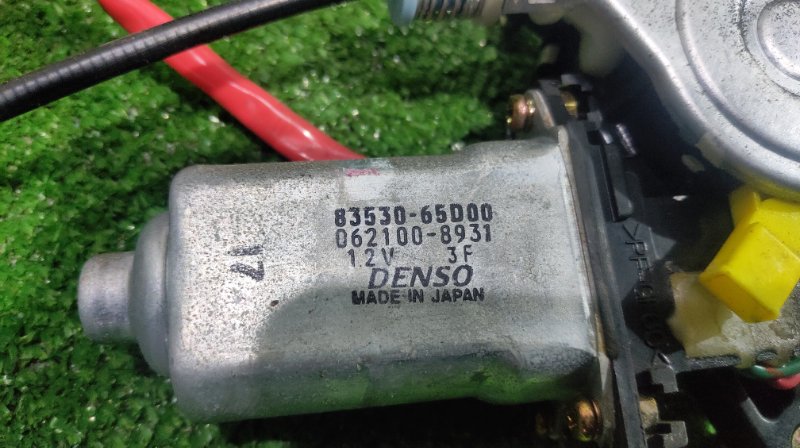 83530-65D00
062100-8931
12V 3F
DENSO
MADE IN JAPAN